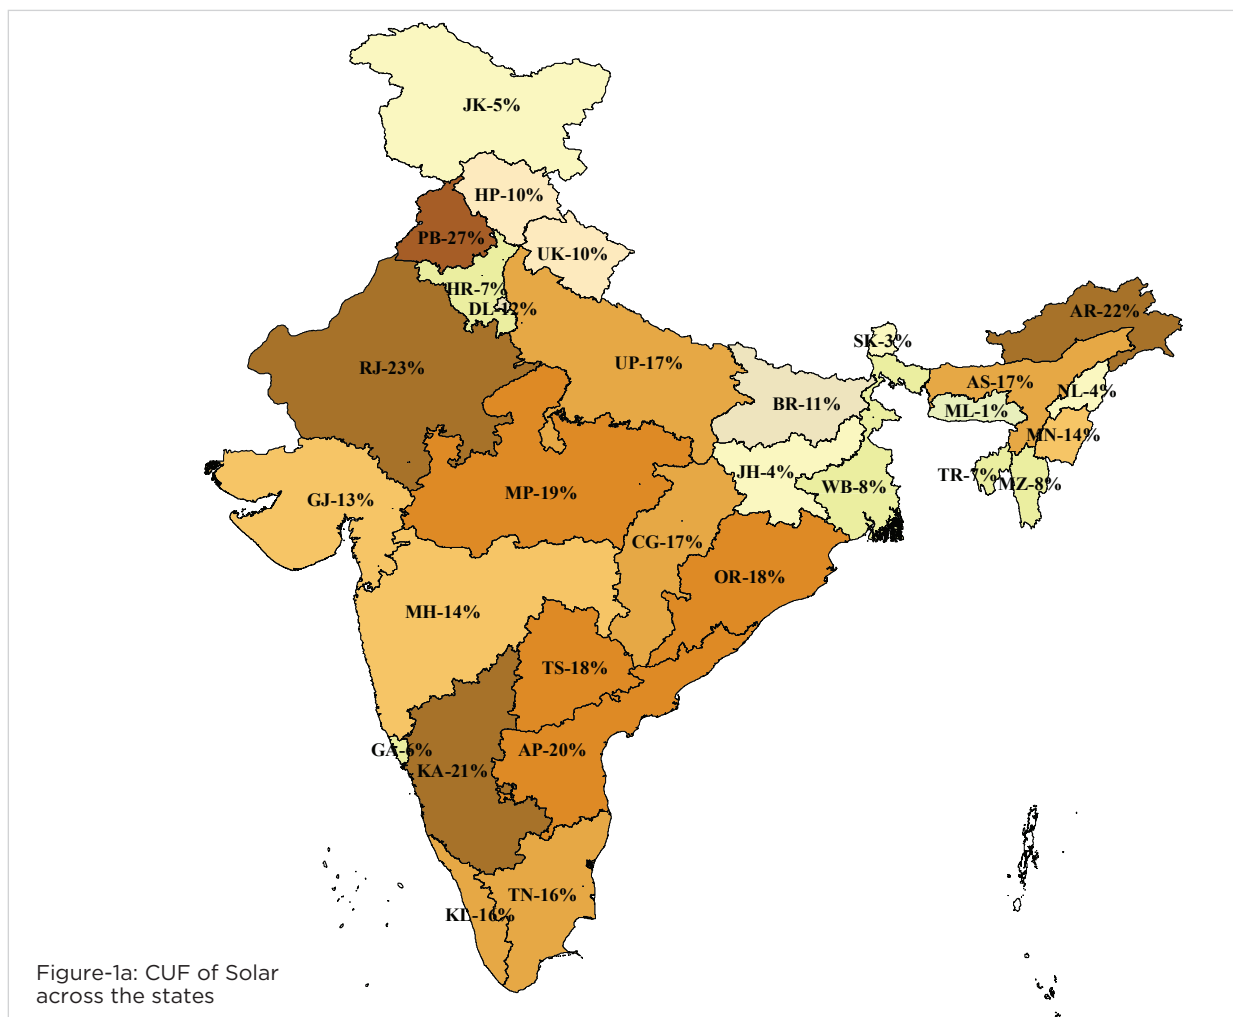 JK-5%
HP-10%
PB-27%
UK-10%
HR-7%
DL-12%
AR-22%
SK-3%
RJ-23%
UP-17%
AS-17%
NL-4%
BR-11%
ML-1%
MN-14%
JH-4%
TR-7%
MZ-8%
WB-8%
MP-19%
GJ-13%
CG-17%
OR-18%
MH-14%
TS-18%
GA-6%
AP-20%
KA-21%
TN-16%
KL-16%
Figure-1a: CUF of Solar
across the states